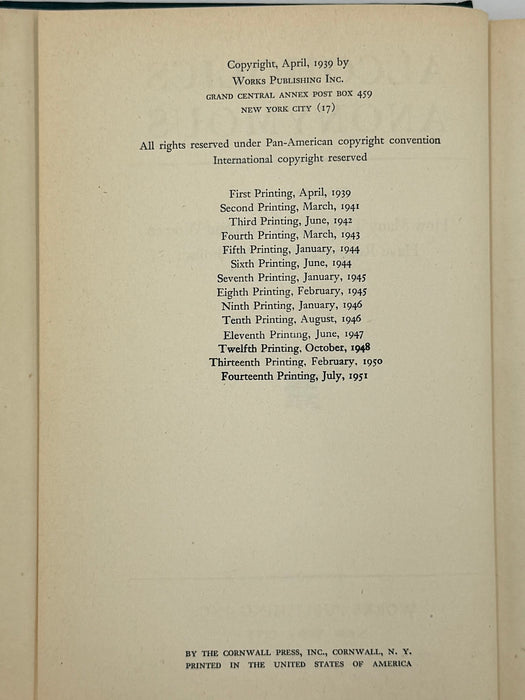 Copyright, April, 1939 by
WORKS PUBLISHING INC.
GRAND CENTRAL ANNEX POST BOX 459
NEW YORK CITY (17)
All rights reserved under Pan-American copyright convention
International copyright reserved
First Printing, April, 1939
Second Printing, March, 1941
Third Printing, June, 1942
Fourth Printing, March, 1943
Fifth Printing, January, 1944
Sixth Printing, June, 1944
Seventh Printing, January, 1945
Eighth Printing, February, 1945
Ninth Printing, January, 1946
Tenth Printing, August, 1946
Eleventh Printing, June, 1947
Twelfth Printing, October, 1948
Thirteenth Printing, February, 1950
Fourteenth Printing, July, 1951
BY THE CORNWALL PRESS, INC., CORNWALL, N. Y.
PRINTED IN THE UNITED STATES OF AMERICA